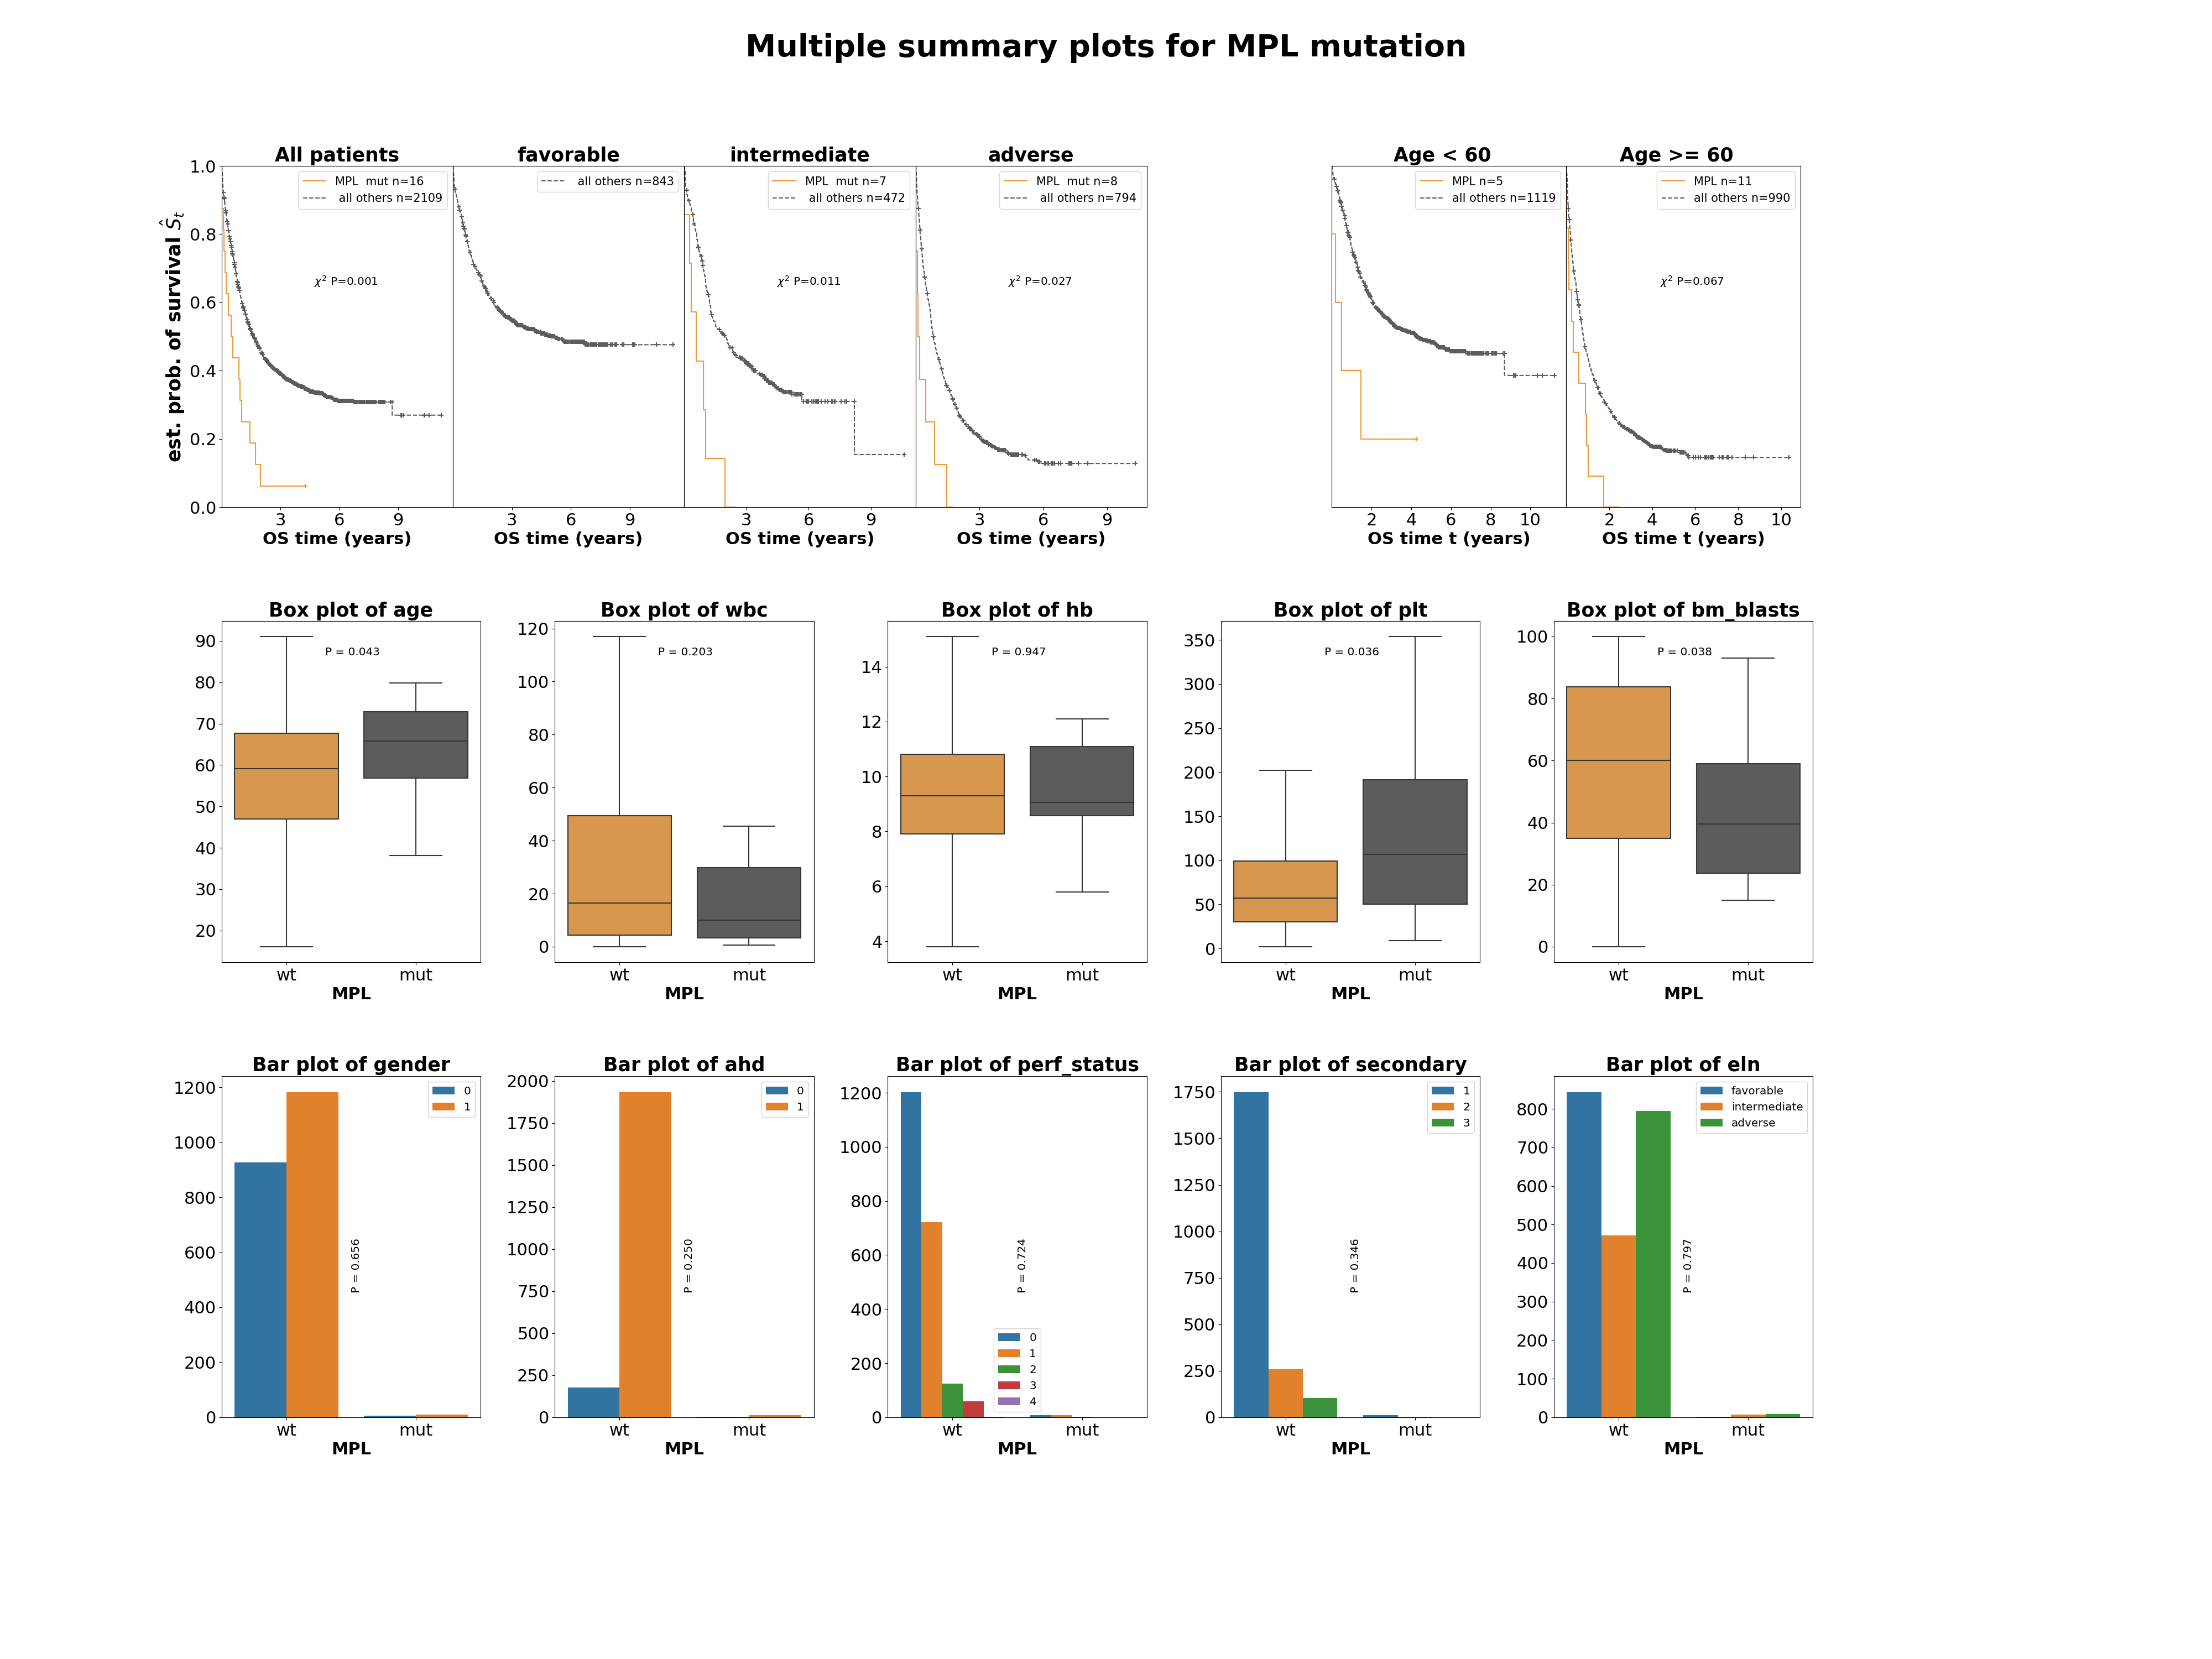 Multiple summary plots for MPL mutation
All patients
favorable
intermediate
adverse
Age < 60
Age >= 60
est. prob. of survival Ŝt
1.0
0.8
0.6
0.4
0.2
0.0
MPL mut n=16
all others n=2109
χ² P=0.001
3 6 9
OS time (years)
all others n=843
3 6 9
OS time (years)
MPL mut n=7
all others n=472
χ² P=0.011
3 6 9
OS time (years)
MPL mut n=8
all others n=794
χ² P=0.027
3 6 9
OS time (years)
MPL n=5
all others n=1119
2 4 6 8 10
OS time t (years)
MPL n=11
all others n=990
χ² P=0.067
2 4 6 8 10
OS time t (years)
Box plot of age
P = 0.043
90
80
70
60
50
40
30
20
wt mut
MPL
Box plot of wbc
P = 0.203
120
100
80
60
40
20
0
wt mut
MPL
Box plot of hb
P = 0.947
14
12
10
8
6
4
wt mut
MPL
Box plot of plt
P = 0.036
350
300
250
200
150
100
50
0
wt mut
MPL
Box plot of bm_blasts
P = 0.038
100
80
60
40
20
0
wt mut
MPL
Bar plot of gender
0
1
P = 0.656
1200
1000
800
600
400
200
0
wt mut
MPL
Bar plot of ahd
0
1
P = 0.250
2000
1750
1500
1250
1000
750
500
250
0
wt mut
MPL
Bar plot of perf_status
P = 0.724
0
1
2
3
4
1200
1000
800
600
400
200
0
wt mut
MPL
Bar plot of secondary
1
2
3
P = 0.346
1750
1500
1250
1000
750
500
250
0
wt mut
MPL
Bar plot of eln
favorable
intermediate
adverse
P = 0.797
800
700
600
500
400
300
200
100
0
wt mut
MPL